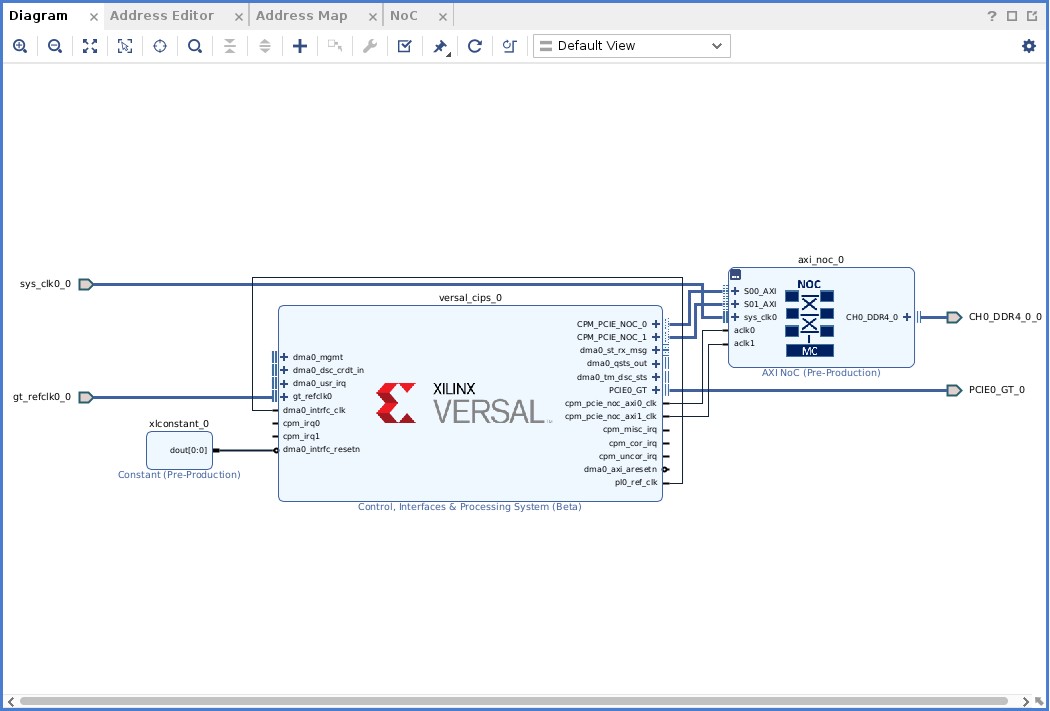 Diagram
Address Editor
Address Map
NoC
?
Default View
axi_noc_0
sys_clk0_0
S00_AXI
NOC
S01_AXI
versal_cips_0
sys_clk0
CH0_DDR4_0
CH0_DDR4_0_0
CPM_PCIE_NOC_0
aclk0
CPM_PCIE_NOC_1
aclk1
dma0_st_rx_msg
MC
dma0_mgmt
dma0_qsts_out
AXI NoC (Pre-Production)
dma0_dsc_crdt_in
dma0_tm_dsc_sts
dma0_usr_irq
XILINX
PCIE0_GT
PCIE0_GT_0
gt_refclk0_0
gt_refclk0
VERSAL™
cpm_pcie_noc_axi0_clk
dma0_intrfc_clk
cpm_pcie_noc_axi1_clk
xlconstant_0
cpm_irq0
cpm_misc_irq
cpm_irq1
cpm_cor_irq
dout[0:0]
dma0_intrfc_resetn
cpm_uncor_irq
dma0_axi_aresetn
Constant (Pre-Production)
pl0_ref_clk
Control, Interfaces & Processing System (Beta)